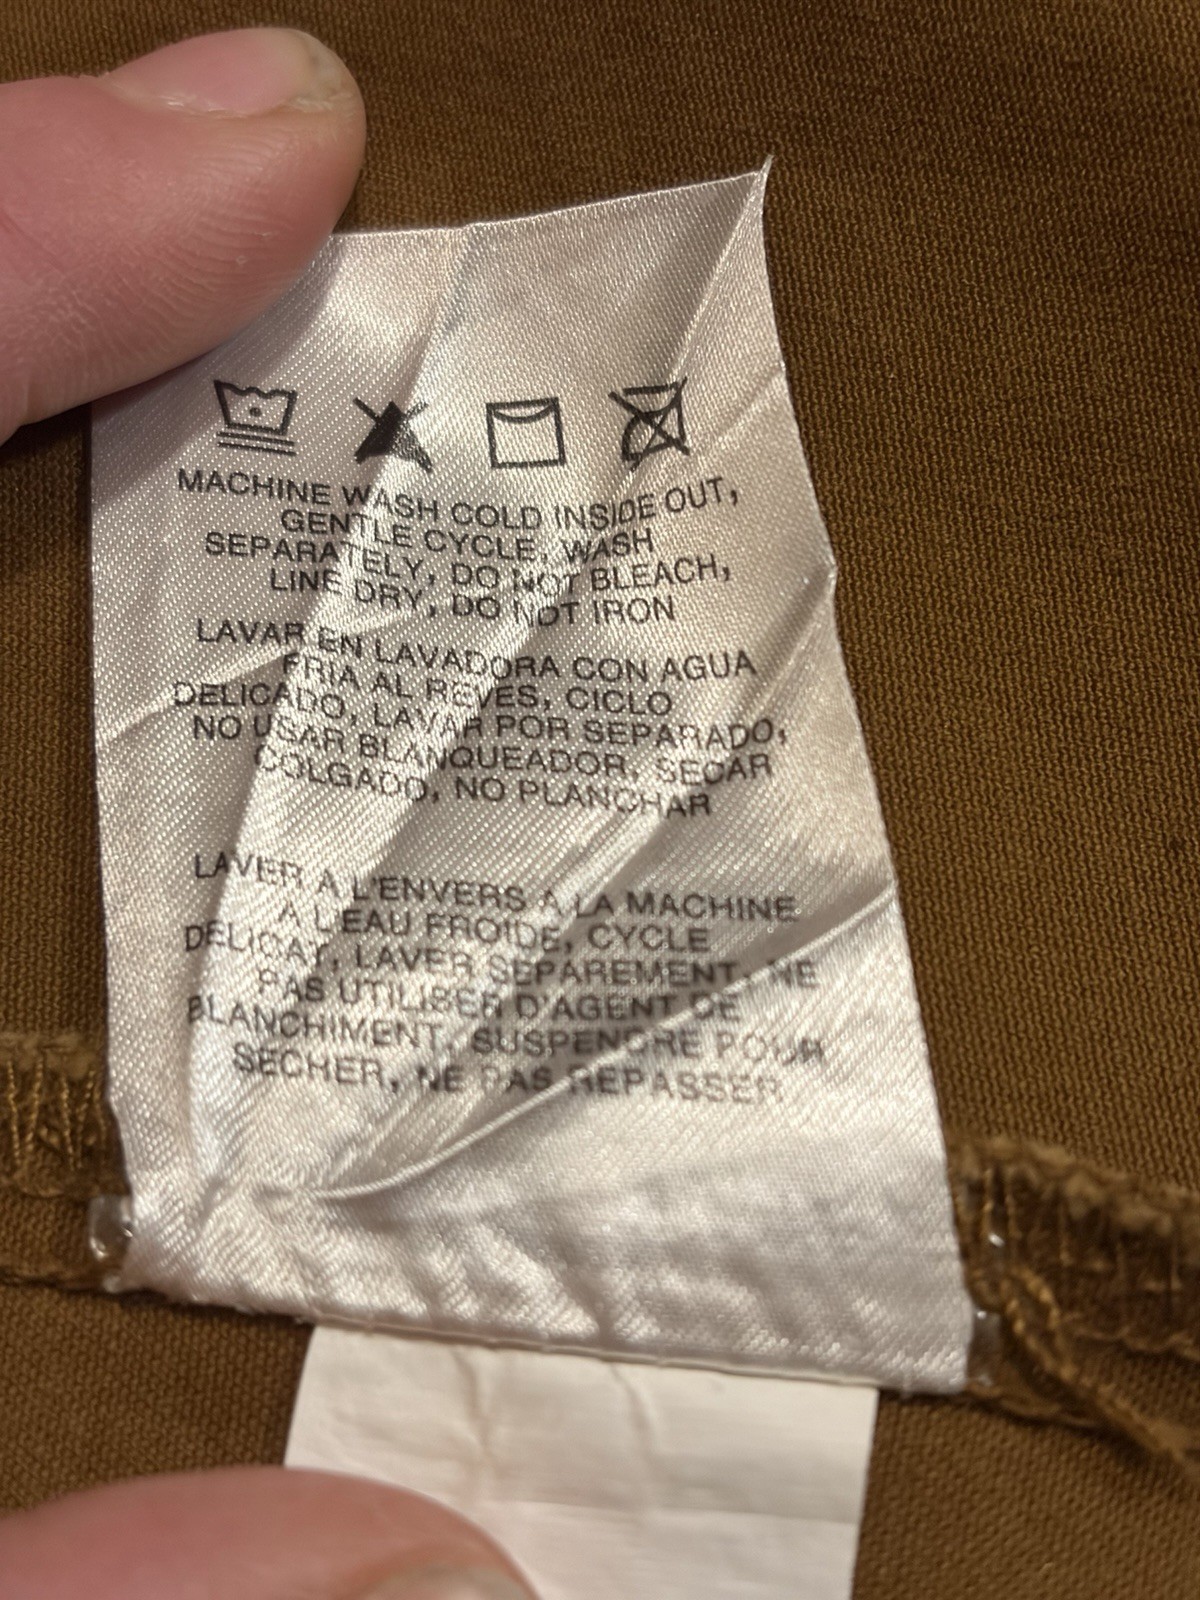 MACHINE WASH COLD INSIDE OUT,
GENTLE CYCLE, WASH
SEPARATELY, DO NOT BLEACH,
LINE DRY, DO NOT IRON
LAVAR EN LAVADORA CON AGUA
FRIA AL REVES, CICLO
DELICADO, LAVAR POR SEPARADO,
NO USAR BLANQUEADOR, SECAR
COLGADO, NO PLANCHAR
LAVER A L'ENVERS A LA MACHINE
A L'EAU FROIDE, CYCLE
DELICAT, LAVER SEPAREMENT, NE
PAS UTILISER D'AGENT DE
BLANCHIMENT, SUSPENDRE POUR
SECHER, NE PAS REPASSER